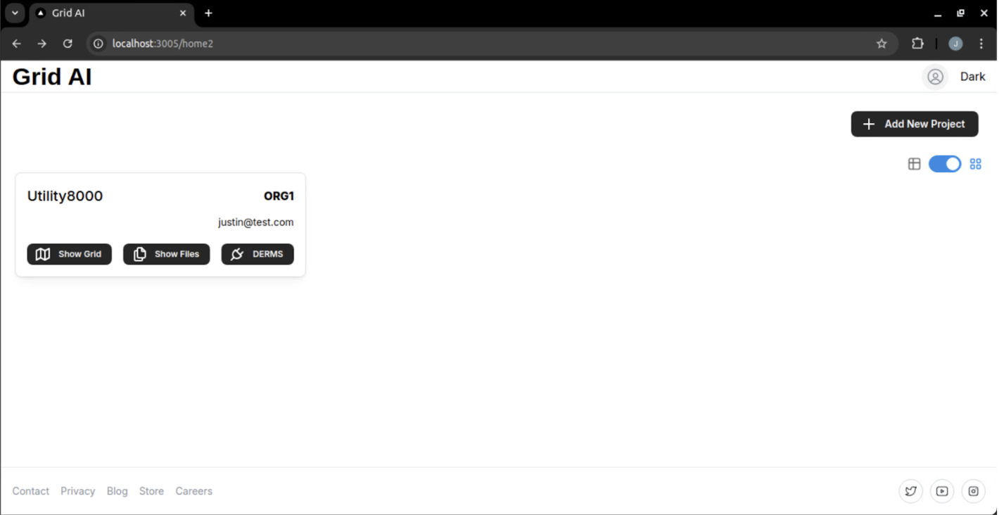 Grid AI
localhost:3005/home2
J
Grid AI
Dark
Add New Project
Utility8000 ORG1
justin@test.com
Show Grid Show Files DERMS
Contact Privacy Blog Store Careers